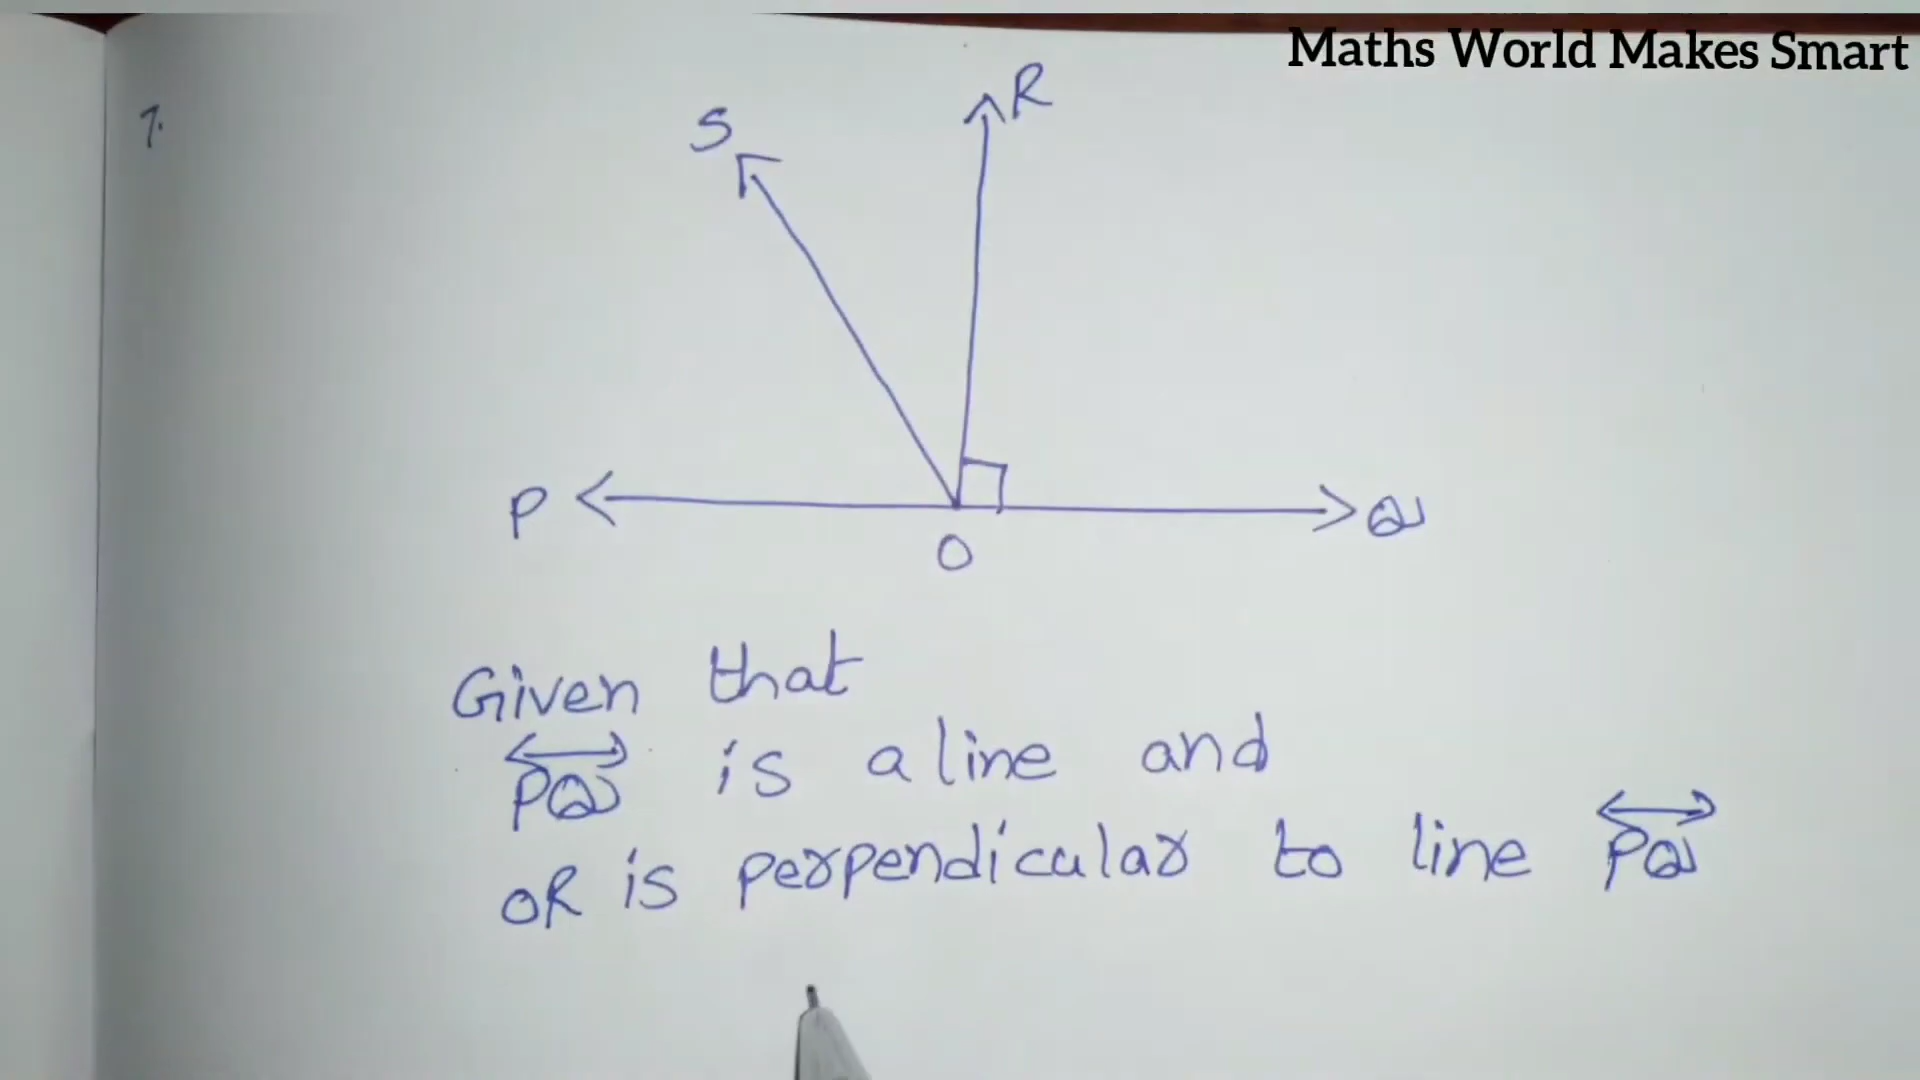 Maths World Makes Smart
7.
R
S
P
Q
O
Given that
PQ is a line and
OR is perpendicular to line PQ